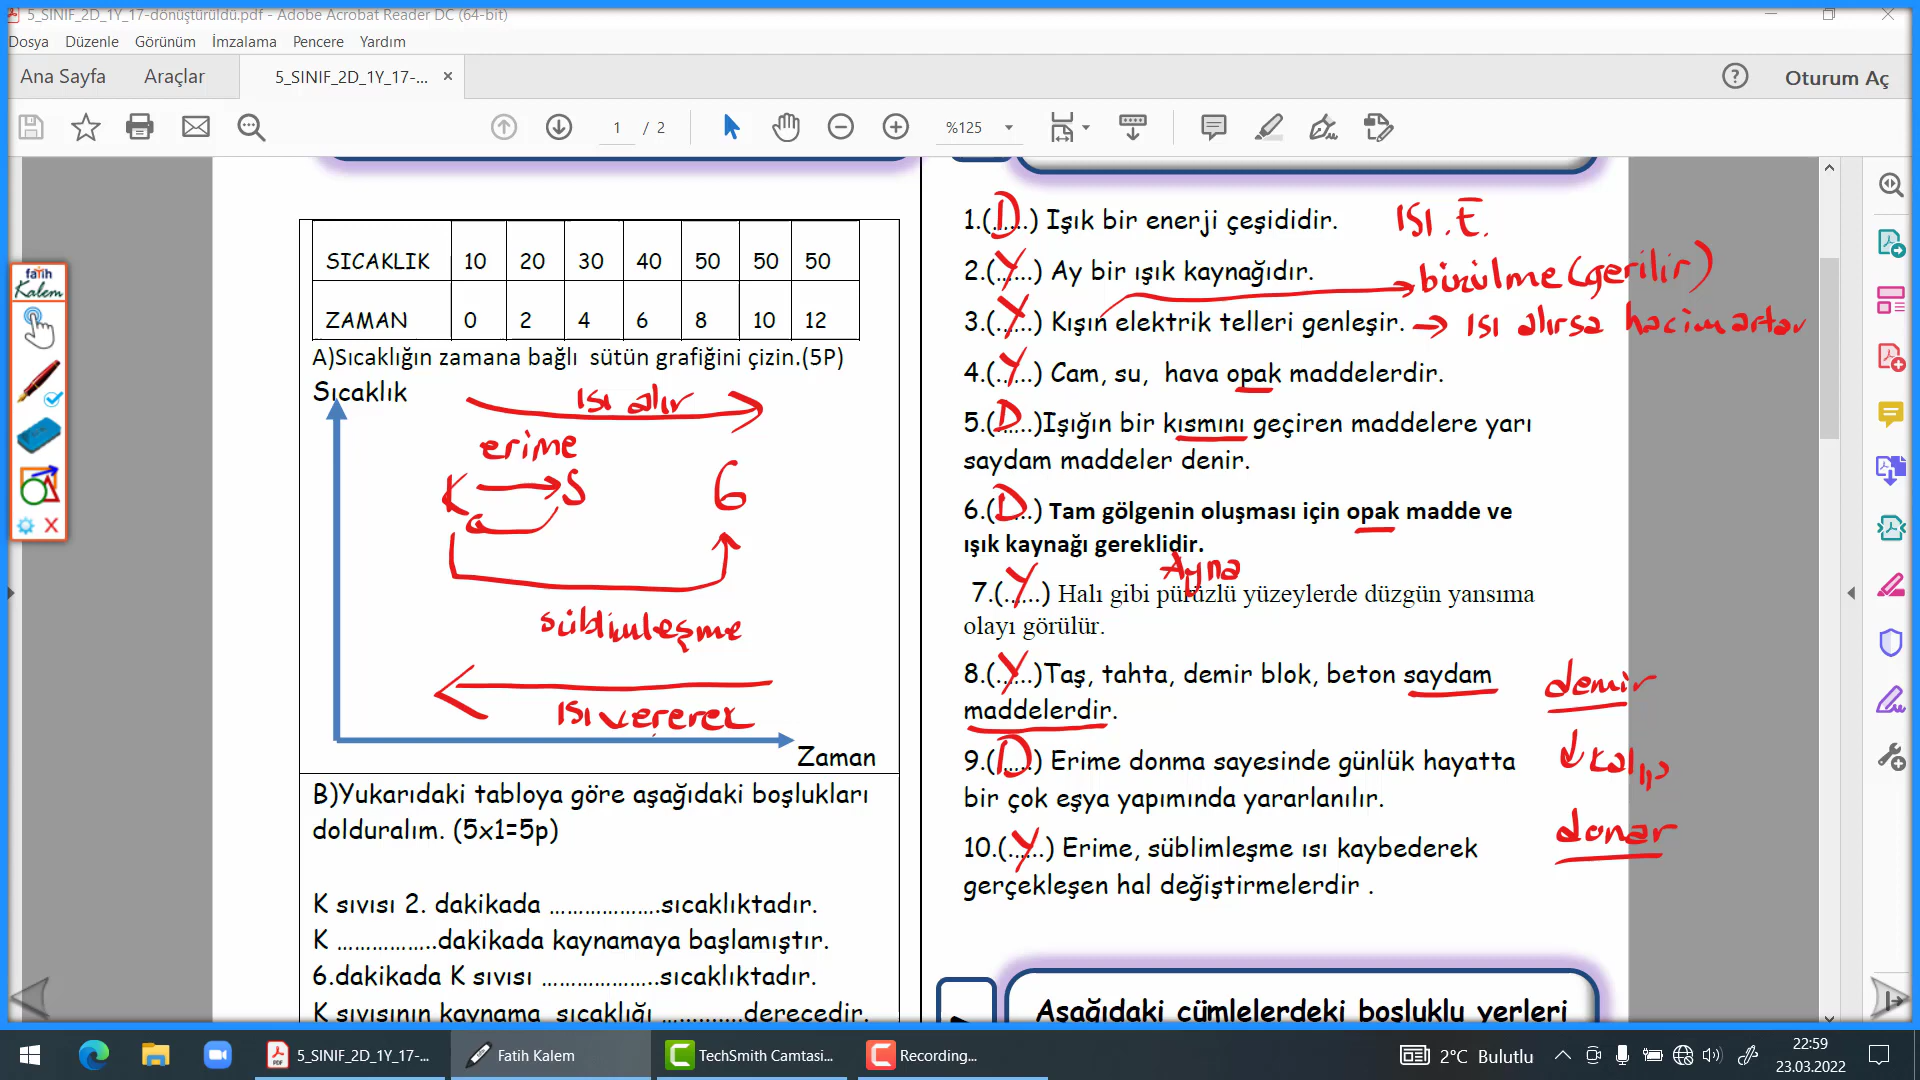 5_SINIF_2D_1Y_17-dönüştürüldü.pdf - Adobe Acrobat Reader DC (64-bit)
Dosya Düzenle Görünüm İmzalama Pencere Yardım
Ana Sayfa Araçlar 5_SINIF_2D_1Y_17-... × Oturum Aç
1 / 2 %125
fatih
Kalem
SICAKLIK 10 20 30 40 50 50 50
ZAMAN 0 2 4 6 8 10 12
A)Sıcaklığın zamana bağlı sütün grafiğini çizin.(5P)
Sıcaklık
ısı alır
erime
K S G
süblimleşme
ısı vererek
Zaman
B)Yukarıdaki tabloya göre aşağıdaki boşlukları
dolduralım. (5x1=5p)
K sıvısı 2. dakikada ……………….sıcaklıktadır.
K ……………..dakikada kaynamaya başlamıştır.
6.dakikada K sıvısı ………………..sıcaklıktadır.
K sıvısının kaynama sıcaklığı ............derecedir.
1.(D) Işık bir enerji çeşididir. ISI. E.
2.(Y) Ay bir ışık kaynağıdır.
büzülme (gerilir)
3.(Y) Kışın elektrik telleri genleşir. → ısı alırsa hacim artar
4.(Y) Cam, su, hava opak maddelerdir.
5.(D)Işığın bir kısmını geçiren maddelere yarı
saydam maddeler denir.
6.(D) Tam gölgenin oluşması için opak madde ve
ışık kaynağı gereklidir.
Ayna
7.(Y) Halı gibi pürüzlü yüzeylerde düzgün yansıma
olayı görülür.
8.(Y)Taş, tahta, demir blok, beton saydam
maddelerdir.
demir
9.(D) Erime donma sayesinde günlük hayatta
bir çok eşya yapımında yararlanılır.
kalıp
donar
10.(Y) Erime, süblimleşme ısı kaybederek
gerçekleşen hal değiştirmelerdir .
Aşağıdaki cümlelerdeki boşluklu yerleri
5_SINIF_2D_1Y_17-... Fatih Kalem TechSmith Camtasi... Recording... 2°C Bulutlu 22:59
23.03.2022